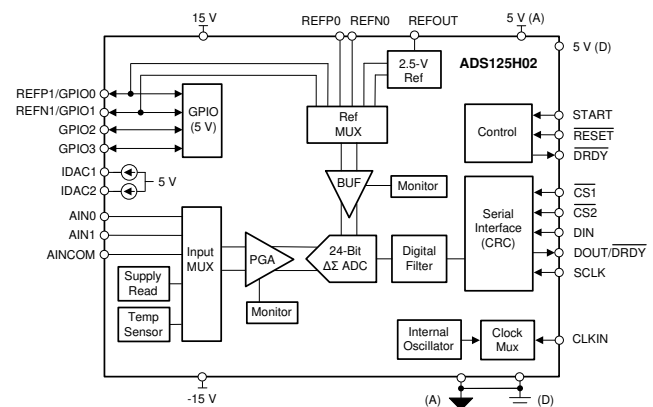 15 V
REFP0
REFN0
REFOUT
5 V (A)
5 V (D)
2.5-V
Ref
ADS125H02
REFP1/GPIO0
REFN1/GPIO1
GPIO2
GPIO3
GPIO
(5 V)
Ref
MUX
Control
START
RESET
DRDY
IDAC1
IDAC2
5 V
BUF
Monitor
AIN0
AIN1
AINCOM
Input
MUX
PGA
24-Bit
ΔΣ ADC
Digital
Filter
Serial
Interface
(CRC)
CS1
CS2
DIN
DOUT/DRDY
SCLK
Supply
Read
Temp
Sensor
Monitor
Internal
Oscillator
Clock
Mux
CLKIN
-15 V
(A)
(D)